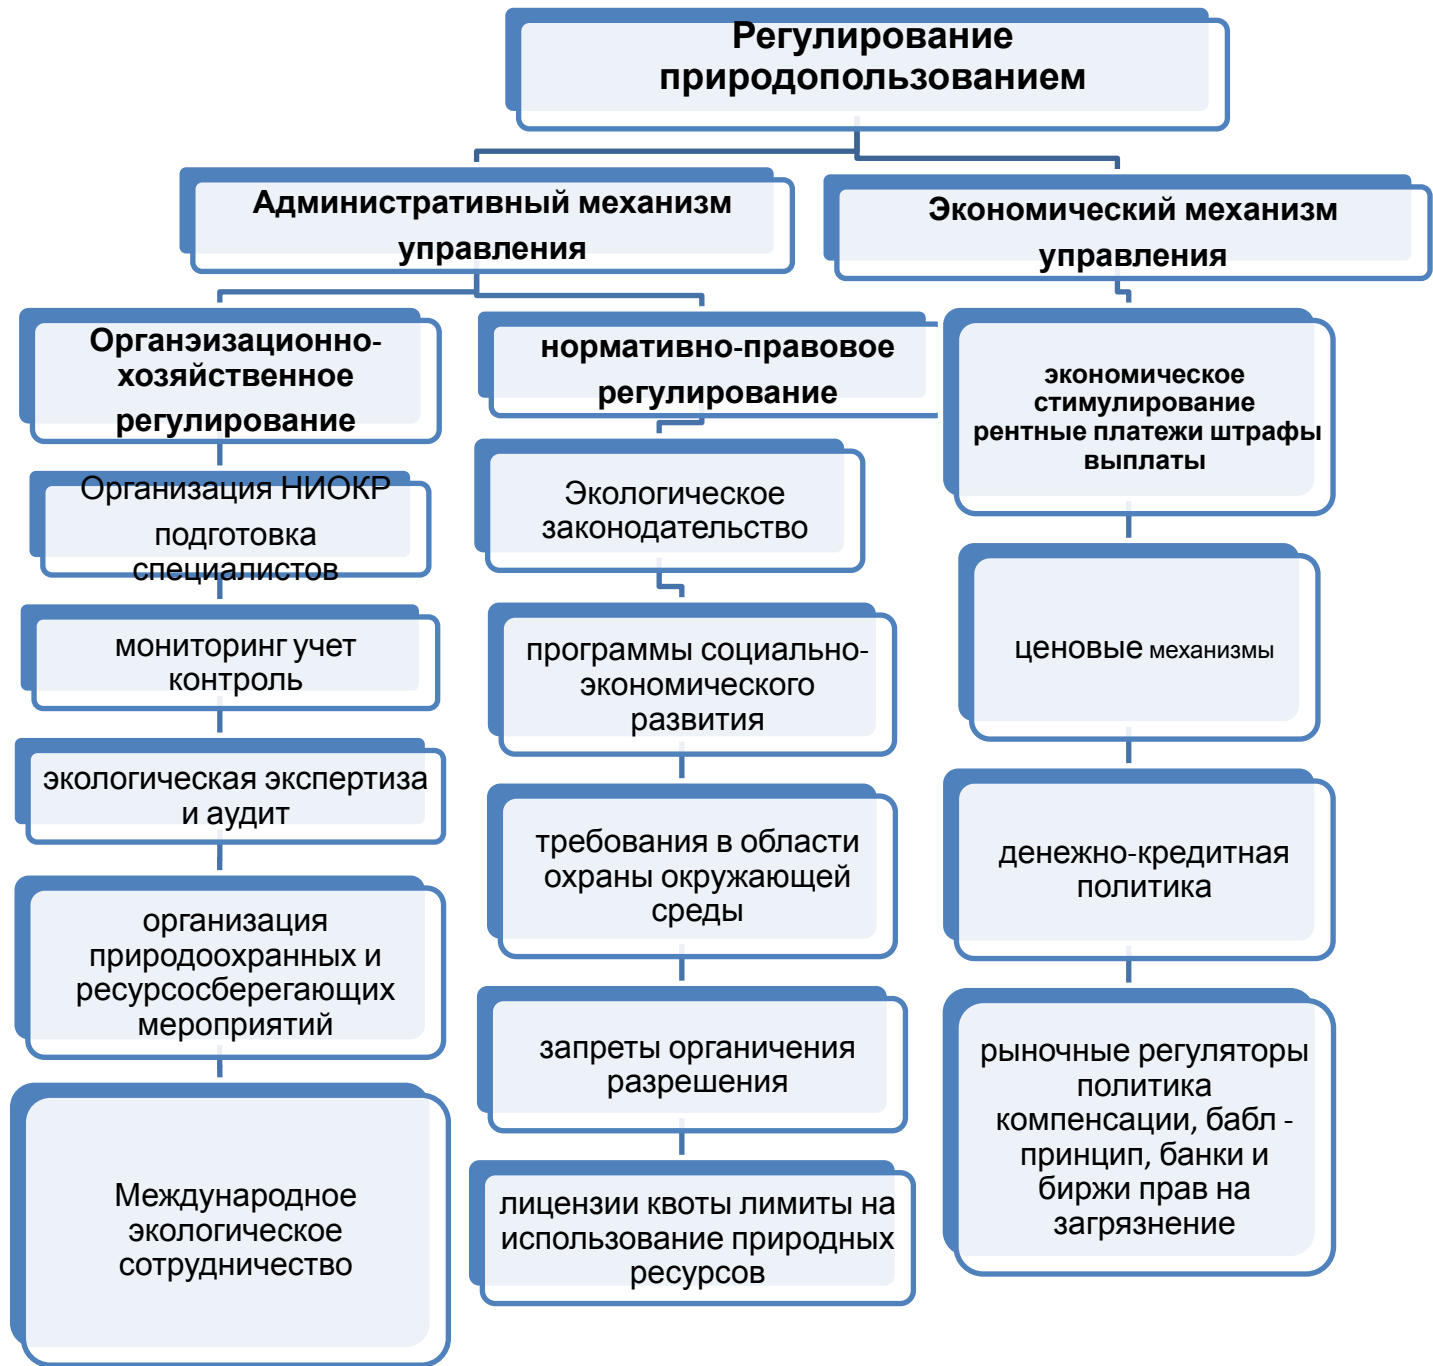 Регулирование
природопользованием
Административный механизм
управления
Экономический механизм
управления
Органэизационно-
хозяйственное
регулирование
нормативно-правовое
регулирование
экономическое
стимулирование
рентные платежи штрафы
выплаты
Организация НИОКР
подготовка
специалистов
Экологическое
законодательство
ценовые механизмы
мониторинг учет
контроль
программы социально-
экономического
развития
экологическая экспертиза
и аудит
требования в области
охраны окружающей
среды
денежно-кредитная
политика
организация
природоохранных и
ресурсосберегающих
мероприятий
запреты органичения
разрешения
рыночные регуляторы
политика
компенсации, бабл -
принцип, банки и
биржи прав на
загрязнение
Международное
экологическое
сотрудничество
лицензии квоты лимиты на
использование природных
ресурсов